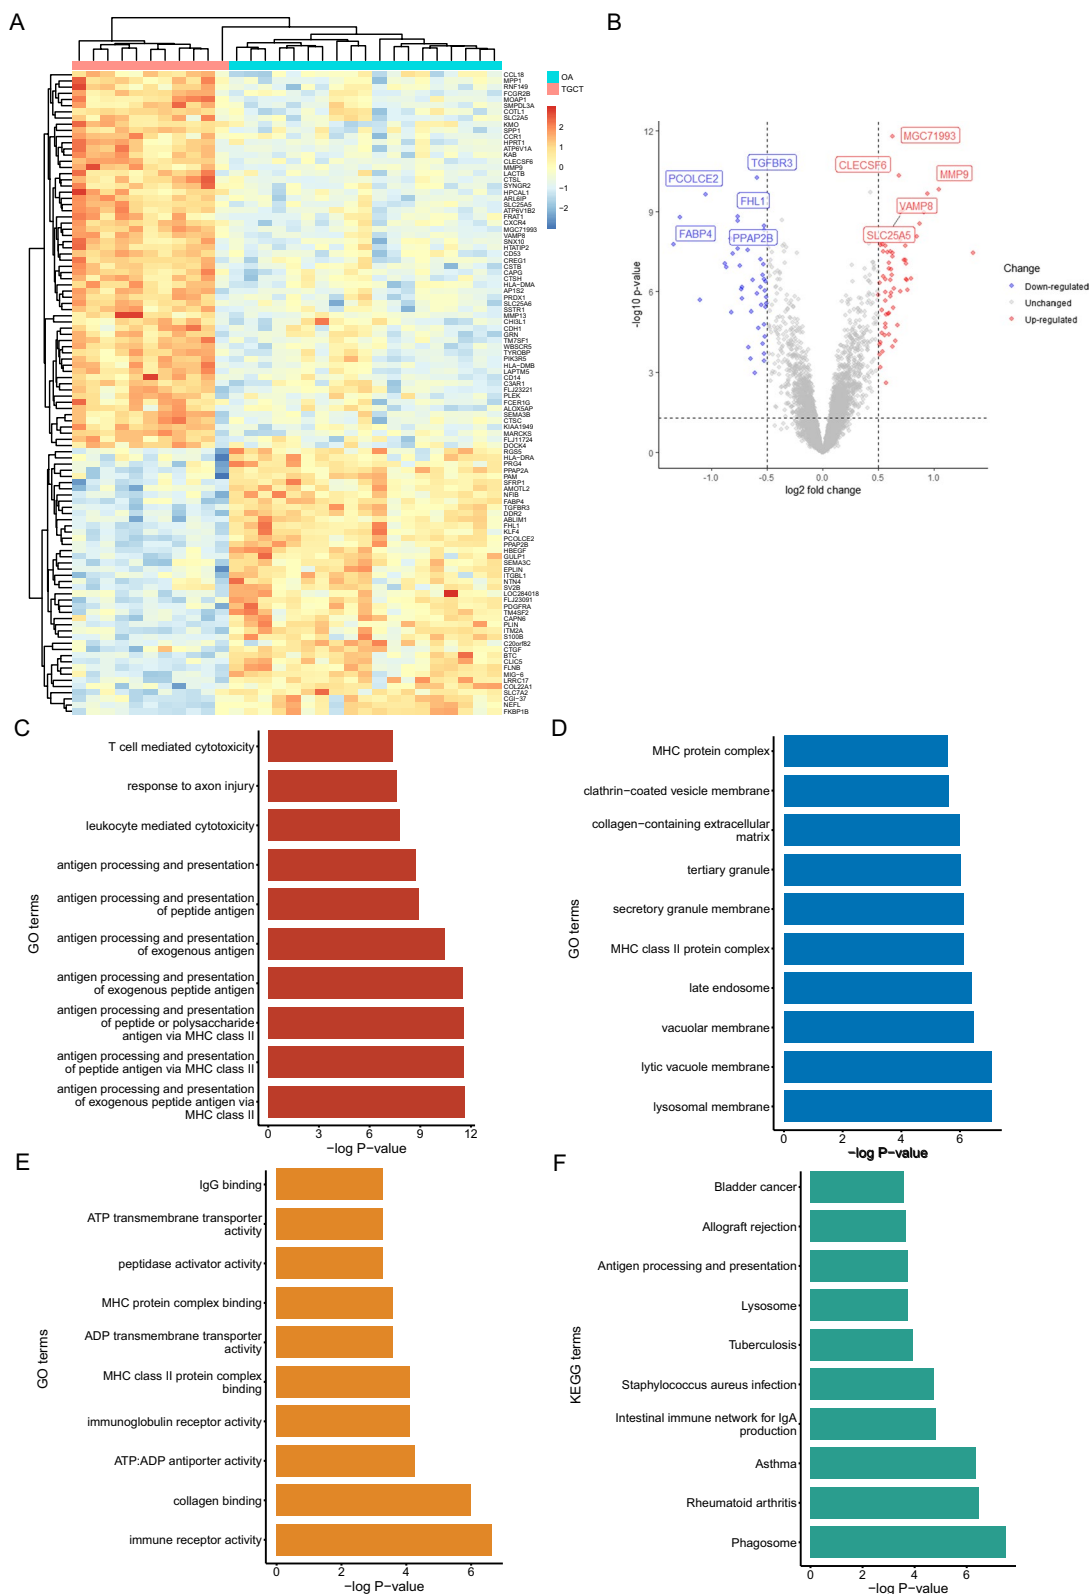 A
CCL18
MPP1
RNF149
FCGR2B
MOAP1
SMPDL3A
COTL1
SLC2A5
KMO
SPP1
CCR1
HPRT1
ATP6V1A
KAB
CLECSF6
MMP9
LACTB
CTSL
SYNGR2
HPCAL1
ARL6IP
SLC25A5
ATP6V1B2
FRAT1
CXCR4
MGC71993
VAMP8
SNX10
HTATIP2
CD53
CREG1
CSTB
CAPG
CTSH
HLA-DMA
AP1S2
PRDX1
SLC25A6
SSTR1
MMP13
CHI3L1
CDH1
GRN
TM7SF1
WBSCR5
TYROBP
PIK3R5
HLA-DMB
LAPTM5
CD14
C3AR1
FLJ23221
PLEK
FCER1G
ALOX5AP
SEMA3B
CTSC
KIAA1949
MARCKS
FLJ11724
DOCK4
RGS5
HLA-DRA
PRG4
PPAP2A
PAM
SFRP1
AMOTL2
NFIB
FABP4
TGFBR3
DDR2
ABLIM1
FHL1
KLF4
PCOLCE2
PPAP2B
HBEGF
GULP1
SEMA3C
EPLIN
ITGBL1
NTN4
SV2B
LOC284018
FLJ23091
PDGFRA
TM4SF2
CAPN6
PLIN
ITM2A
S100B
C20orf82
CTGF
BTC
CLIC5
FLNB
MIG-6
LRRC17
COL22A1
SLC7A2
CGI-37
NEFL
FKBP1B
OA
TGCT
2
1
0
−1
−2
B
-log10 p-value
12
9
6
3
0
MGC71993
TGFBR3
CLECSF6
PCOLCE2
MMP9
FHL1
VAMP8
FABP4
PPAP2B
SLC25A5
-1.0
-0.5
0.0
0.5
1.0
log2 fold change
Change
Down-regulated
Unchanged
Up-regulated
C
GO terms
T cell mediated cytotoxicity
response to axon injury
leukocyte mediated cytotoxicity
antigen processing and presentation
antigen processing and presentation
of peptide antigen
antigen processing and presentation
of exogenous antigen
antigen processing and presentation
of exogenous peptide antigen
antigen processing and presentation
of peptide or polysaccharide
antigen via MHC class II
antigen processing and presentation
of peptide antigen via MHC class II
antigen processing and presentation
of exogenous peptide antigen via
MHC class II
0 3 6 9 12
−log P-value
D
GO terms
MHC protein complex
clathrin-coated vesicle membrane
collagen-containing extracellular
matrix
tertiary granule
secretory granule membrane
MHC class II protein complex
late endosome
vacuolar membrane
lytic vacuole membrane
lysosomal membrane
0 2 4 6
−log P-value
E
GO terms
IgG binding
ATP transmembrane transporter
activity
peptidase activator activity
MHC protein complex binding
ADP transmembrane transporter
activity
MHC class II protein complex
binding
immunoglobulin receptor activity
ATP:ADP antiporter activity
collagen binding
immune receptor activity
0 2 4 6
−log P-value
F
KEGG terms
Bladder cancer
Allograft rejection
Antigen processing and presentation
Lysosome
Tuberculosis
Staphylococcus aureus infection
Intestinal immune network for IgA
production
Asthma
Rheumatoid arthritis
Phagosome
0 2 4 6
−log P-value